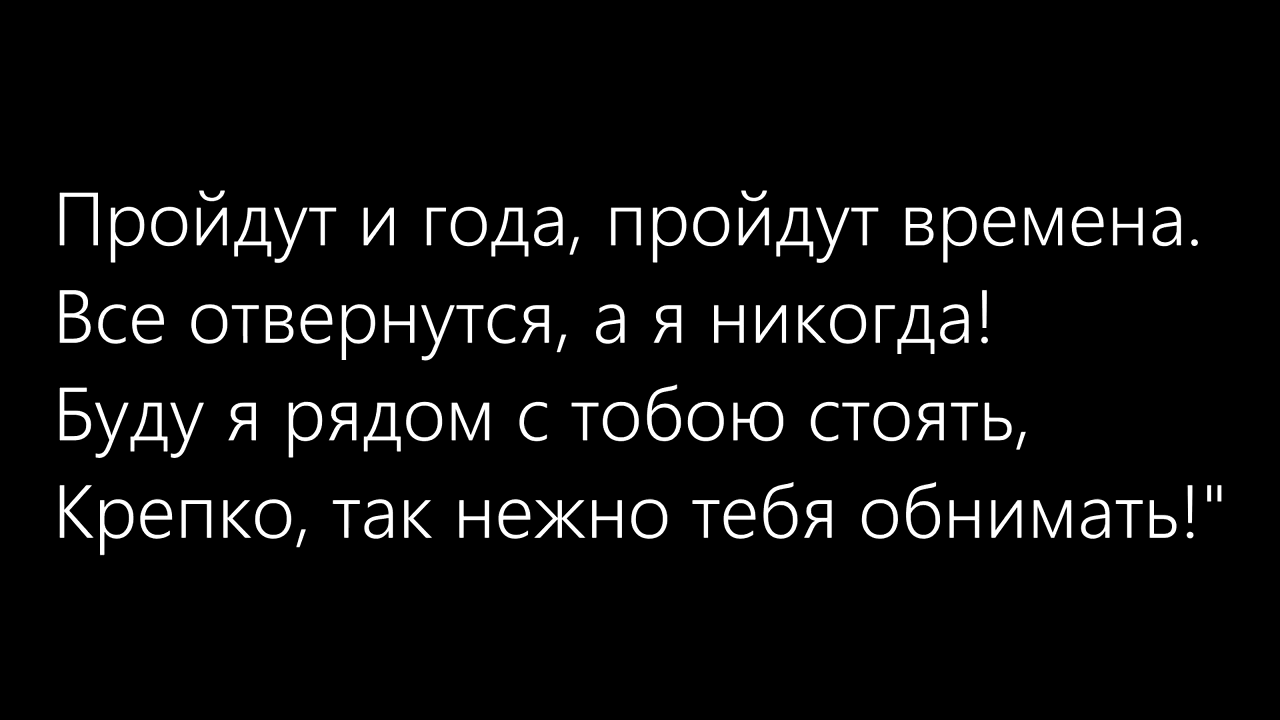 Пройдут и года, пройдут времена.
Все отвернутся, а я никогда!
Буду я рядом с тобою стоять,
Крепко, так нежно тебя обнимать!"